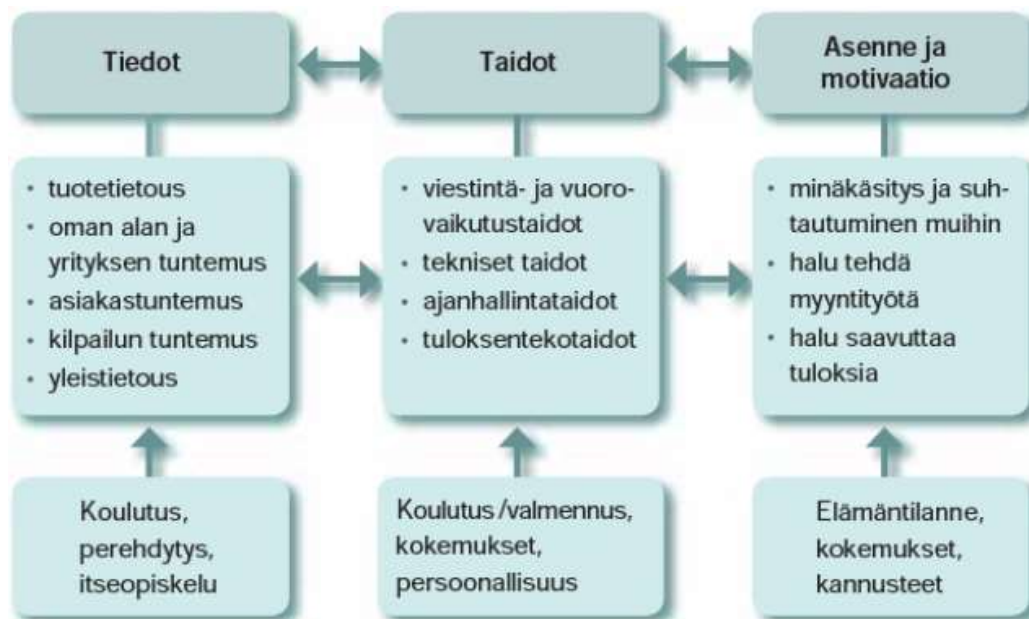 Tiedot
Taidot
Asenne ja
motivaatio
• tuotetietous
• oman alan ja
yrityksen tuntemus
• asiakastuntemus
• kilpailun tuntemus
• yleistietous
• viestintä- ja vuoro-
vaikutustaidot
• tekniset taidot
• ajanhallintataidot
• tuloksentekotaidot
• minäkäsitys ja suh-
tautuminen muihin
• halu tehdä
myyntityötä
• halu saavuttaa
tuloksia
Koulutus,
perehdytys,
itseopiskelu
Koulutus/valmennus,
kokemukset,
persoonallisuus
Elämäntilanne,
kokemukset,
kannusteet